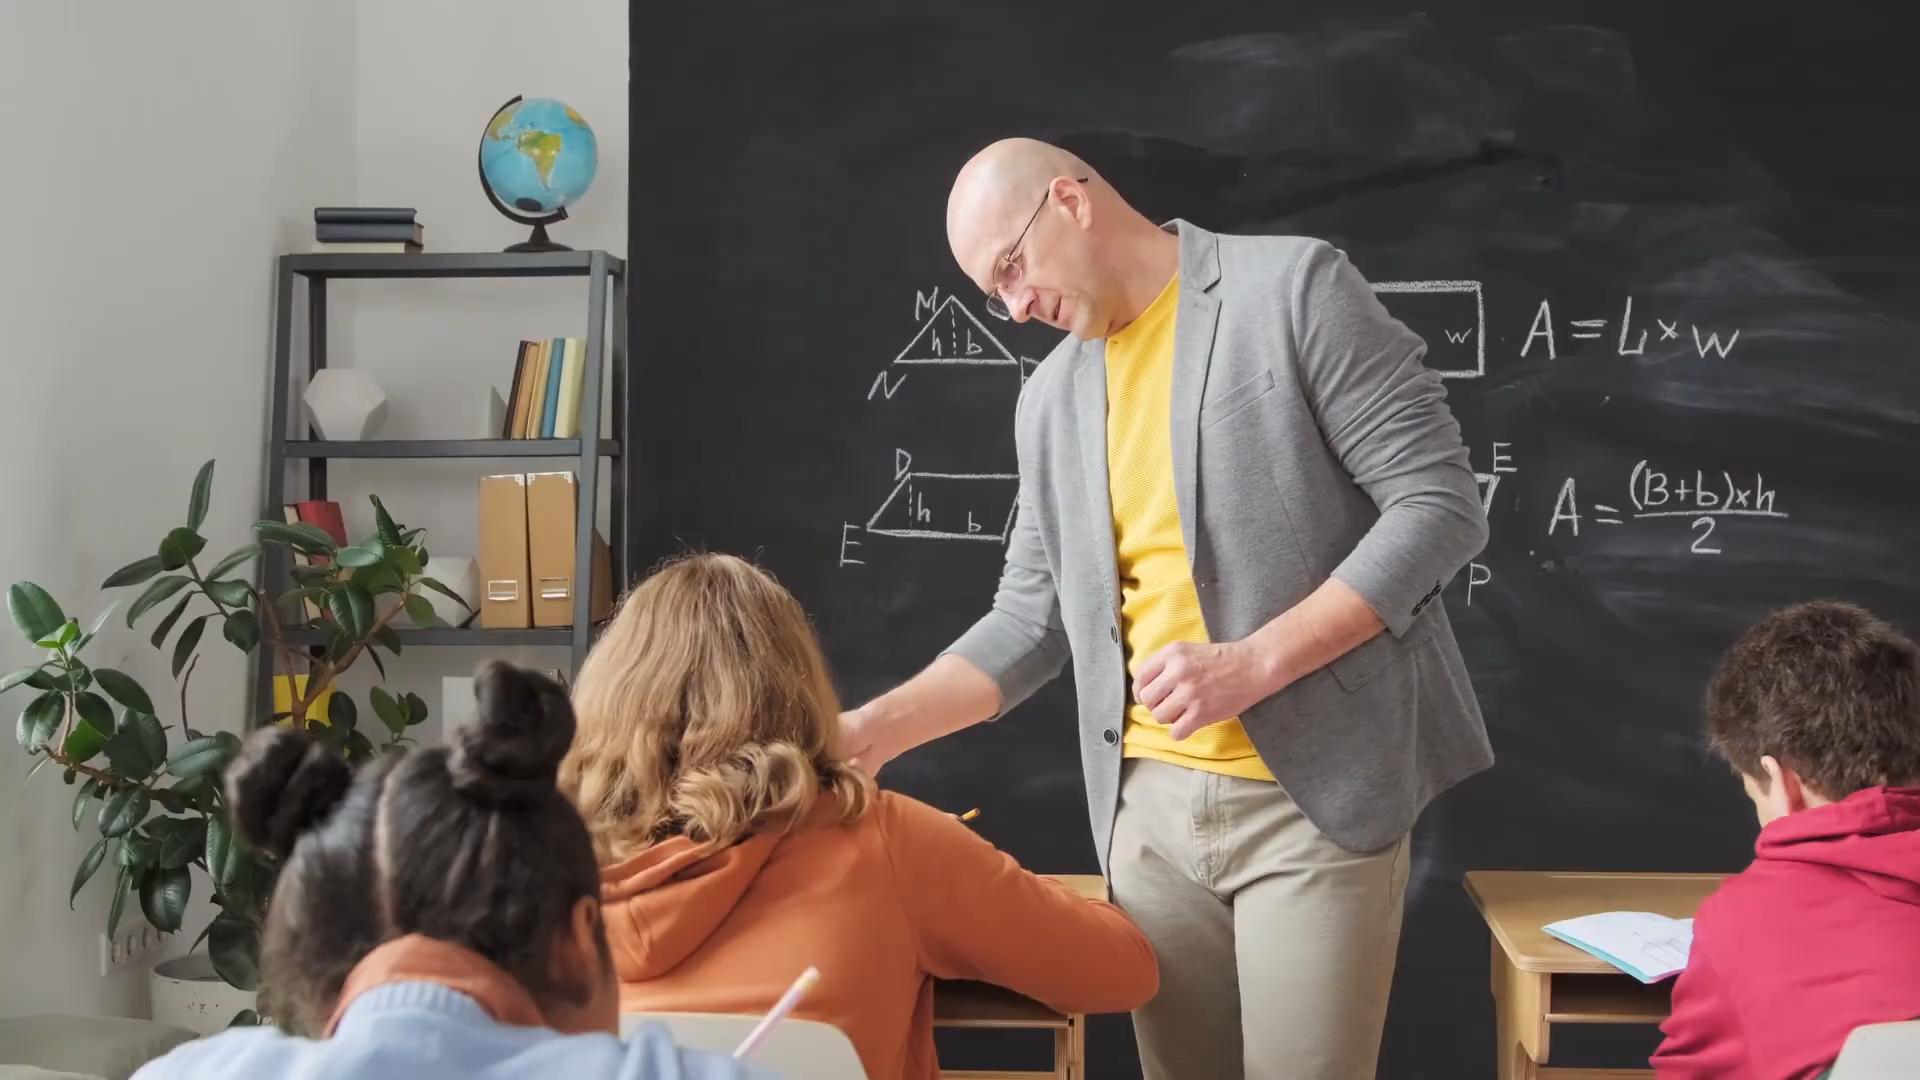 M
h b
N
w
A = L × w
D
h b
E
E
A = (B+b)×h
2
P